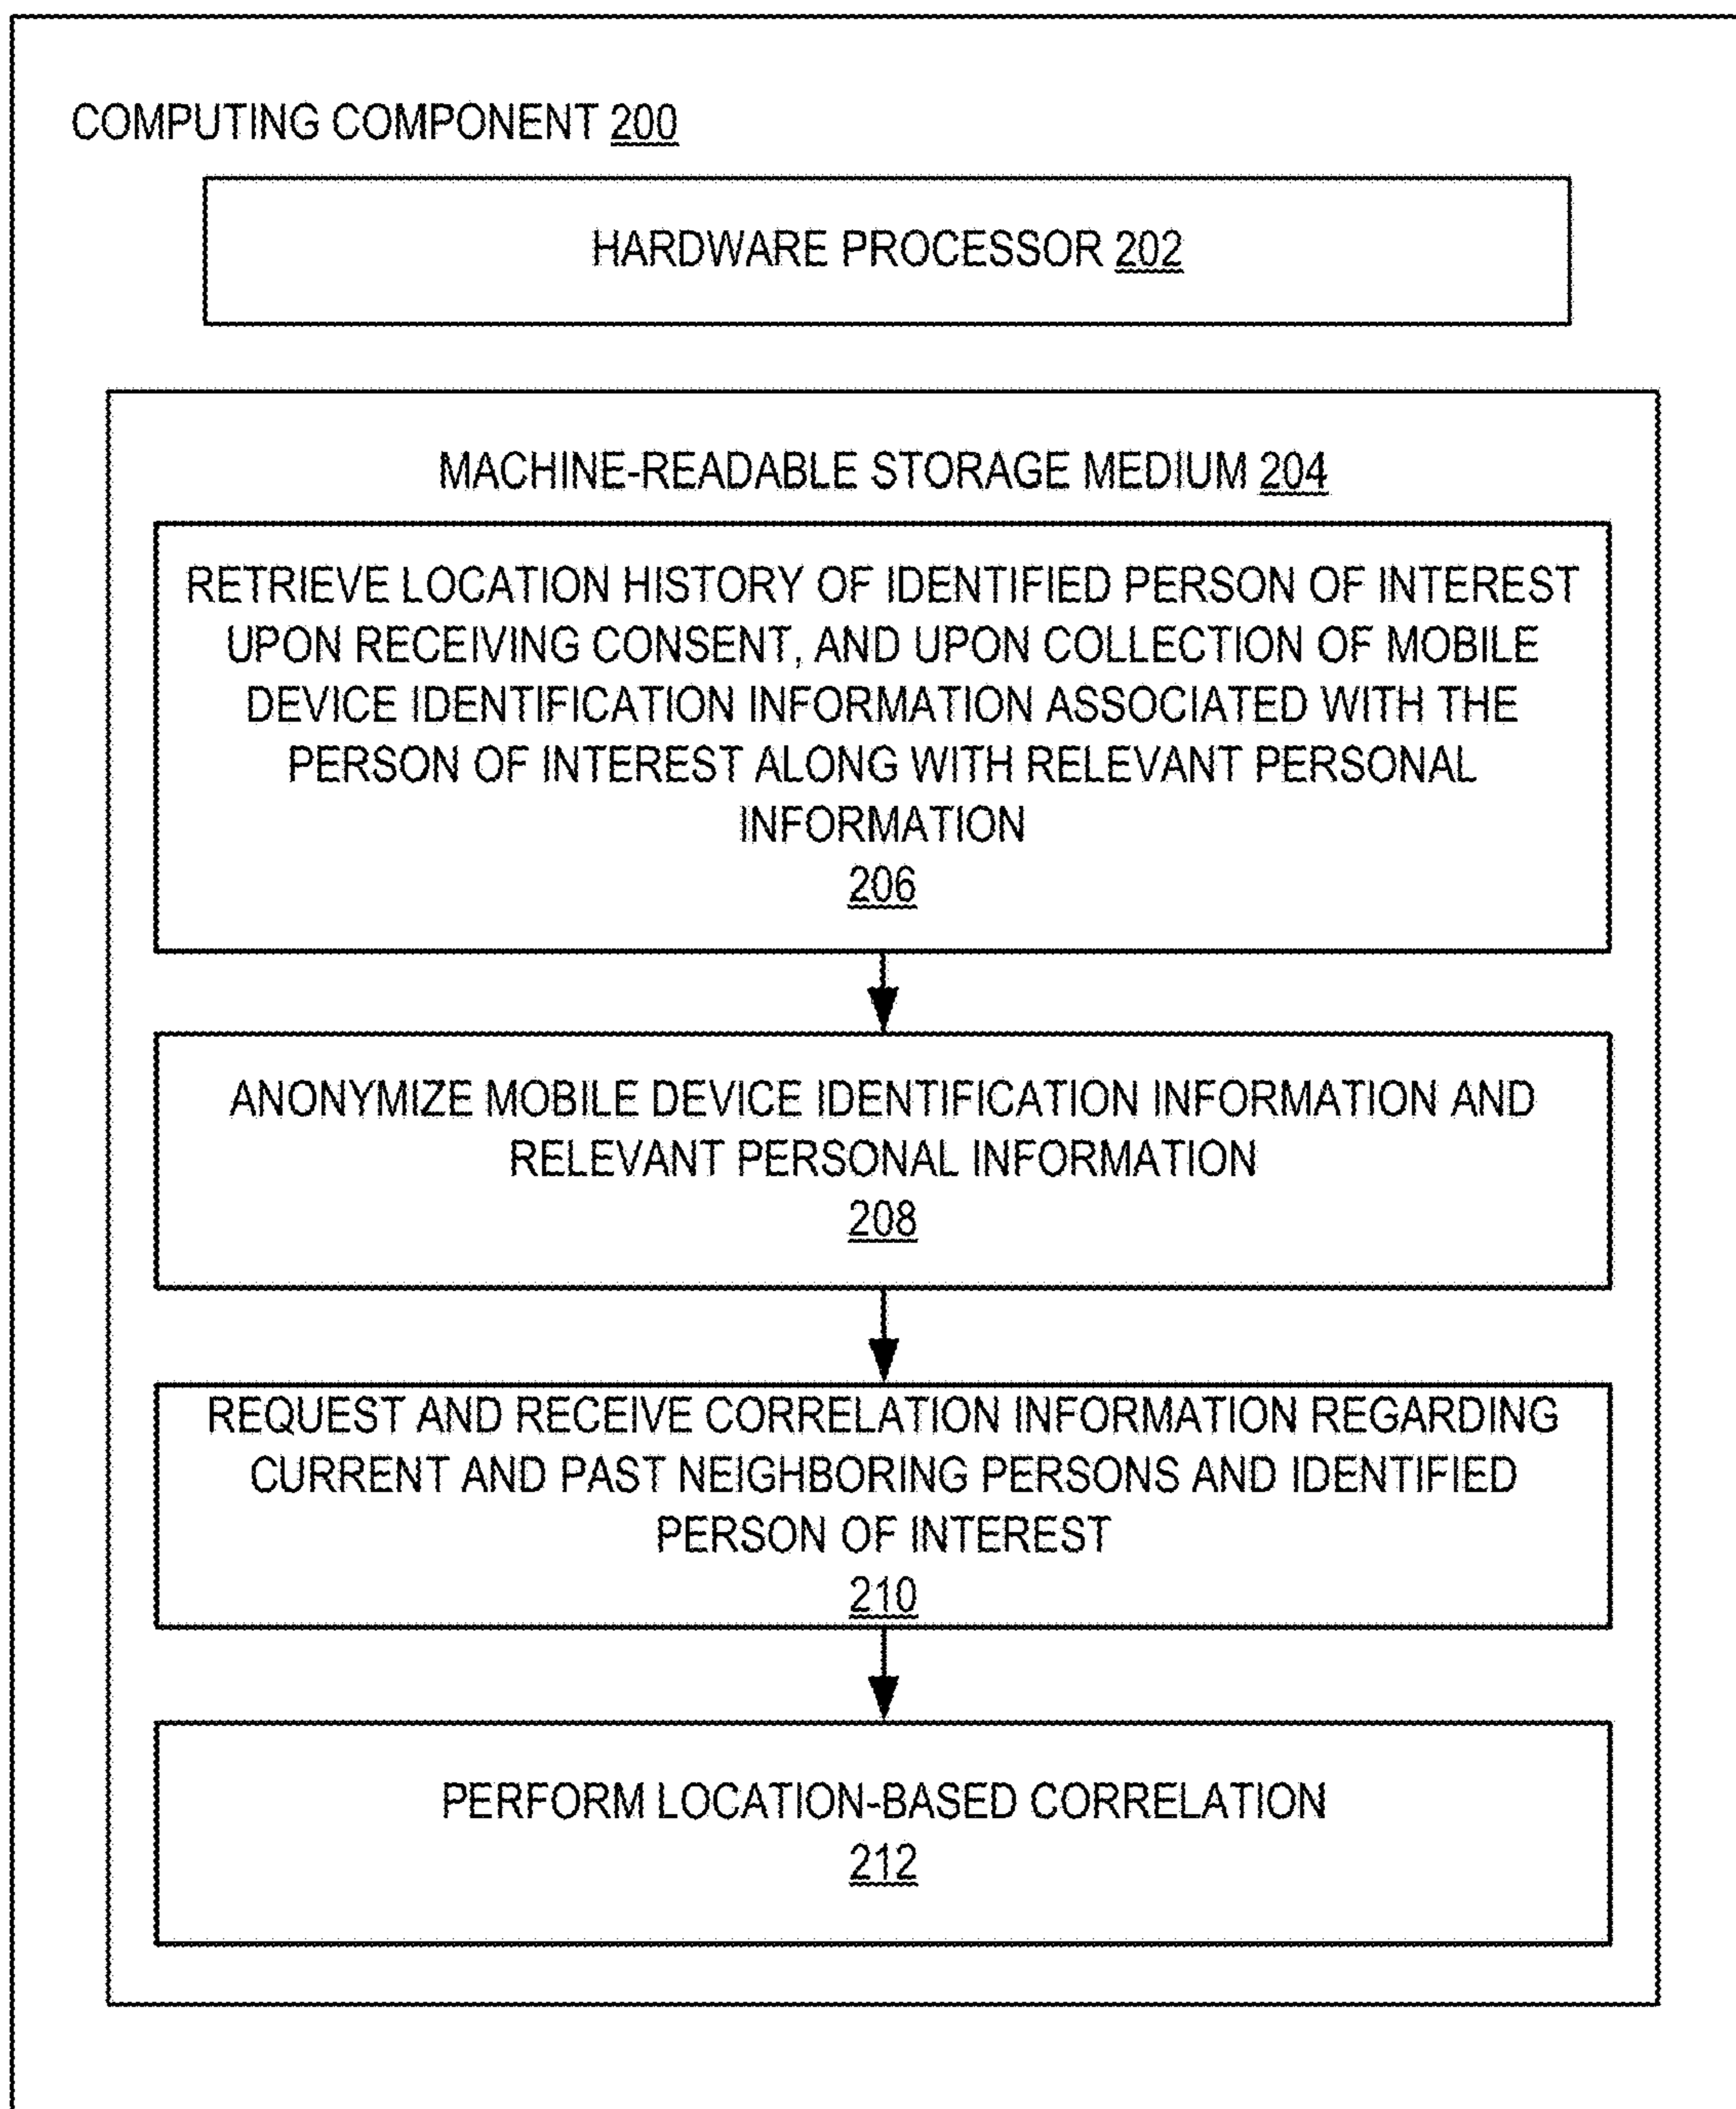 COMPUTING COMPONENT 200
HARDWARE PROCESSOR 202
MACHINE-READABLE STORAGE MEDIUM 204
RETRIEVE LOCATION HISTORY OF IDENTIFIED PERSON OF INTEREST
UPON RECEIVING CONSENT, AND UPON COLLECTION OF MOBILE
DEVICE IDENTIFICATION INFORMATION ASSOCIATED WITH THE
PERSON OF INTEREST ALONG WITH RELEVANT PERSONAL
INFORMATION
206
ANONYMIZE MOBILE DEVICE IDENTIFICATION INFORMATION AND
RELEVANT PERSONAL INFORMATION
208
REQUEST AND RECEIVE CORRELATION INFORMATION REGARDING
CURRENT AND PAST NEIGHBORING PERSONS AND IDENTIFIED
PERSON OF INTEREST
210
PERFORM LOCATION-BASED CORRELATION
212